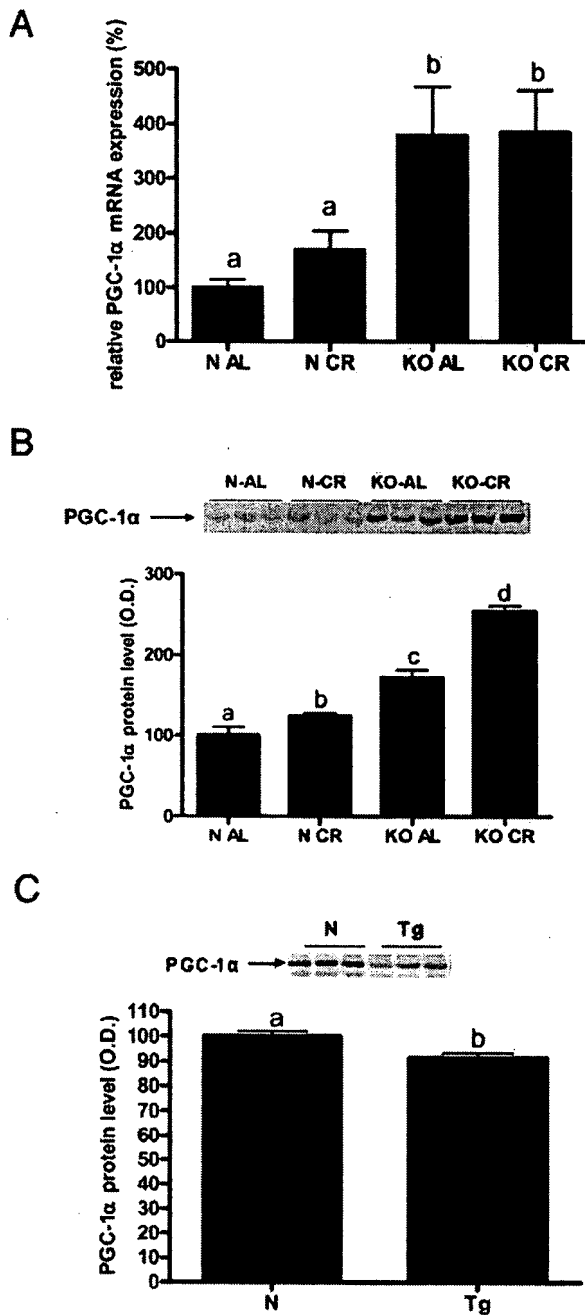 A
relative PGC-1α mRNA expression (%)
500
400
300
200
100
0
a
a
b
b
N AL
N CR
KO AL
KO CR
B
N-AL
N-CR
KO-AL
KO-CR
PGC-1α
PGC-1α protein level (O.D.)
300
200
100
0
a
b
c
d
N AL
N CR
KO AL
KO CR
C
N
Tg
PGC-1α
PGC-1α protein level (O.D.)
110
100
90
80
70
60
50
40
30
20
10
0
a
b
N
Tg